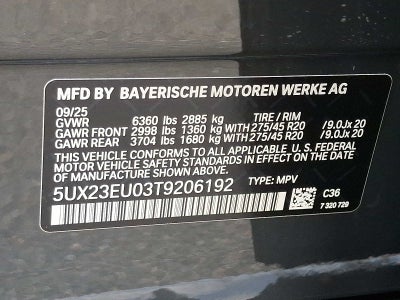 MFD BY BAYERISCHE MOTOREN WERKE AG
09/25
GVWR 6360 lbs 2885 kg TIRE / RIM
GAWR FRONT 2998 lbs 1360 kg WITH 275/45 R20 / 9.0Jx 20
GAWR REAR 3704 lbs 1680 kg WITH 275/45 R20 / 9.0Jx 20
THIS VEHICLE CONFORMS TO ALL APPLICABLE U.S. FEDERAL
MOTOR VEHICLE SAFETY STANDARDS IN EFFECT ON THE DATE OF
MANUFACTURE SHOWN ABOVE.
5UX23EU03T9206192 TYPE: MPV C36
7 320 729